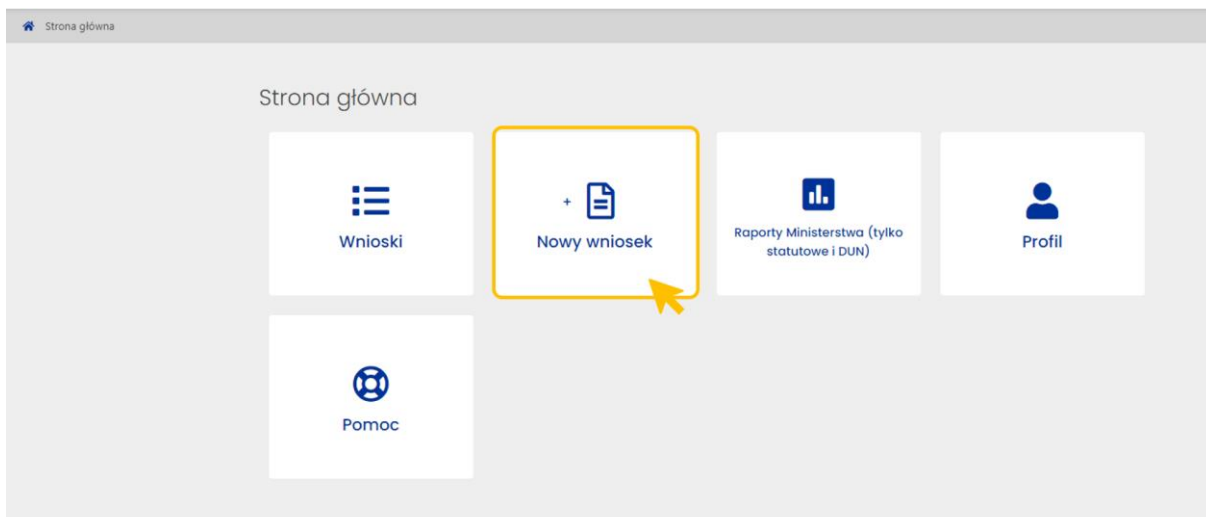 Strona główna
Strona główna
Wnioski
+ Nowy wniosek
Raporty Ministerstwa (tylko
statutowe i DUN)
Profil
Pomoc